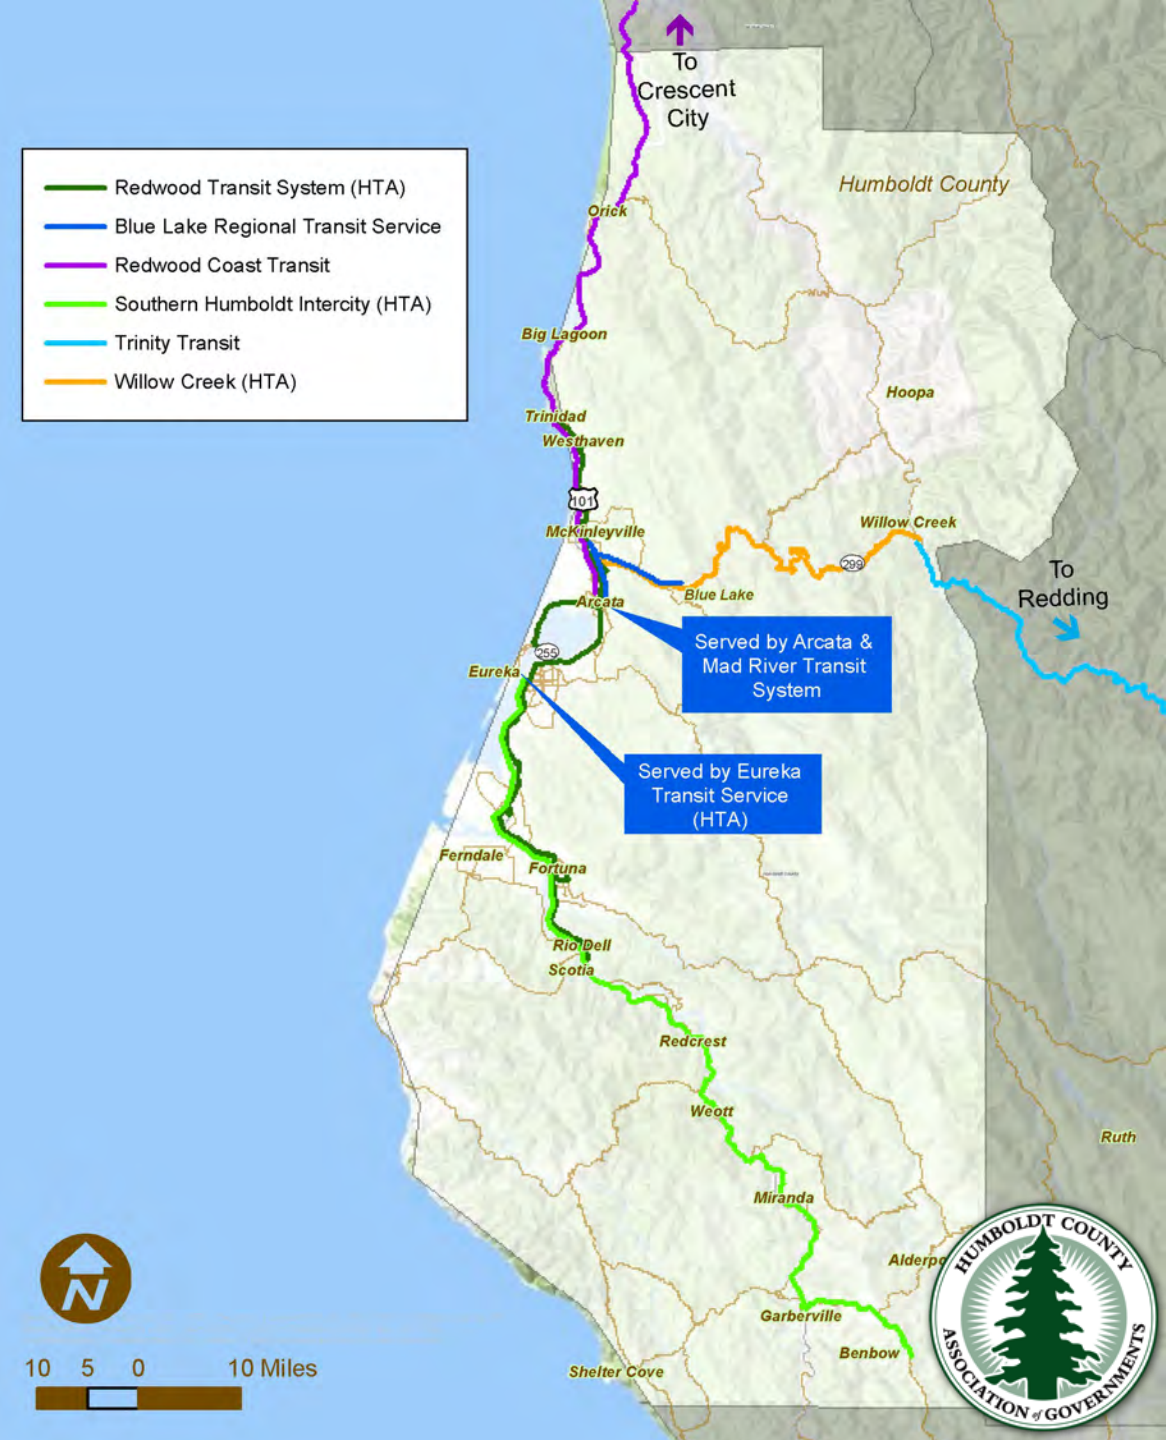 To
Crescent
City
Redwood Transit System (HTA)
Blue Lake Regional Transit Service
Redwood Coast Transit
Southern Humboldt Intercity (HTA)
Trinity Transit
Willow Creek (HTA)
Humboldt County
Orick
Big Lagoon
Hoopa
Trinidad
Westhaven
101
McKinleyville
Willow Creek
299
To
Redding
Blue Lake
Arcata
Served by Arcata &
Mad River Transit
System
255
Eureka
Served by Eureka
Transit Service
(HTA)
Ferndale
Fortuna
Rio Dell
Scotia
Redcrest
Weott
Ruth
Miranda
Alderpo
Garberville
Benbow
Shelter Cove
N
10 5 0 10 Miles
HUMBOLDT COUNTY
ASSOCIATION of GOVERNMENTS